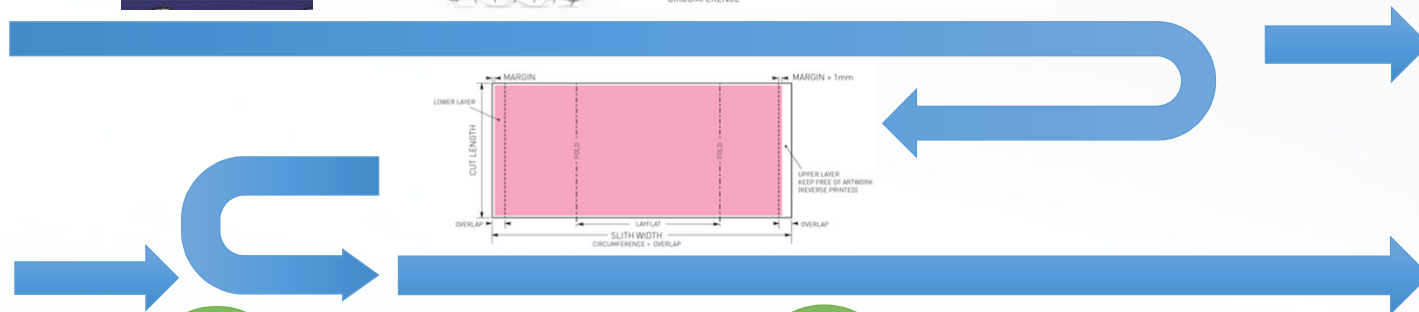 CIRCUMFERENCE
MARGIN
MARGIN + 1mm
LOWER LAYER
CUT LENGTH
FOLD
FOLD
UPPER LAYER
KEEP FREE OF ARTWORK
(REVERSE PRINTED)
OVERLAP
LAYFLAT
OVERLAP
SLITH WIDTH
CIRCUMFERENCE + OVERLAP